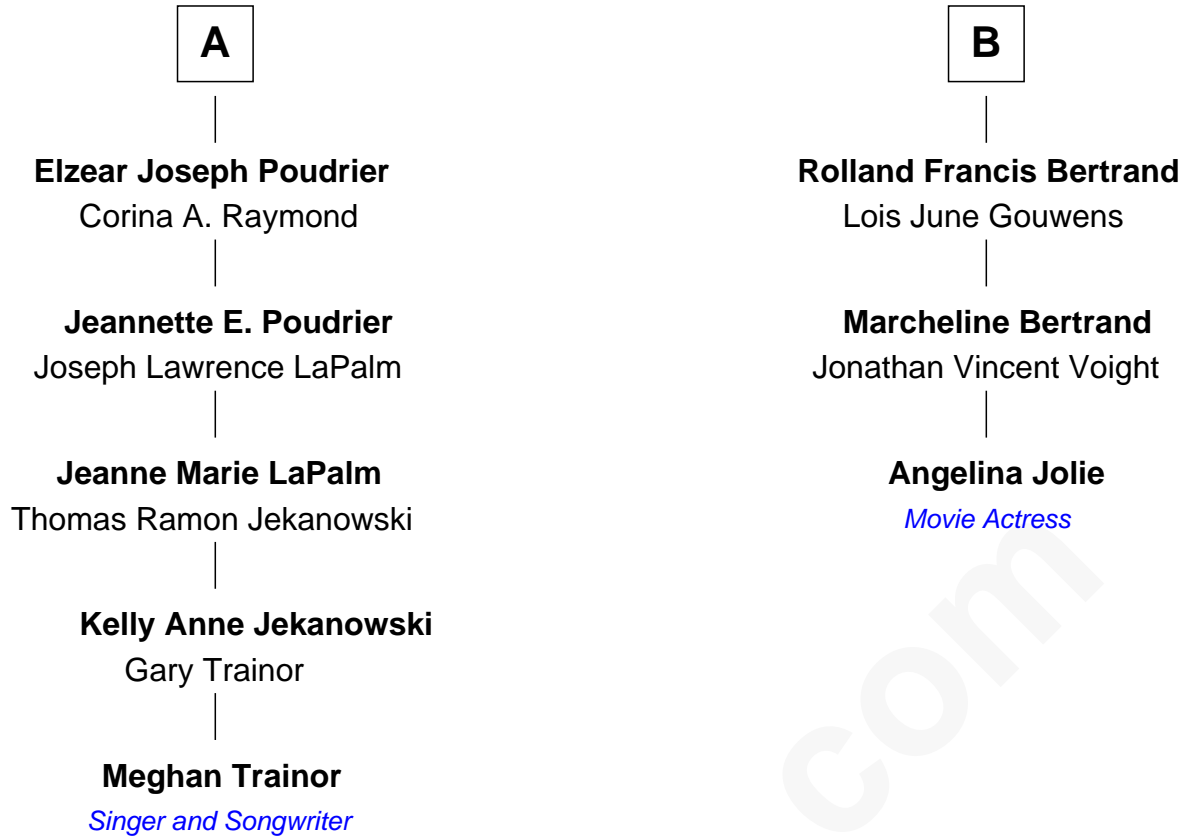 A
Elzear Joseph Poudrier
Corina A. Raymond
Jeannette E. Poudrier
Joseph Lawrence LaPalm
Jeanne Marie LaPalm
Thomas Ramon Jekanowski
Kelly Anne Jekanowski
Gary Trainor
Meghan Trainor
Singer and Songwriter
B
Rolland Francis Bertrand
Lois June Gouwens
Marcheline Bertrand
Jonathan Vincent Voight
Angelina Jolie
Movie Actress
com